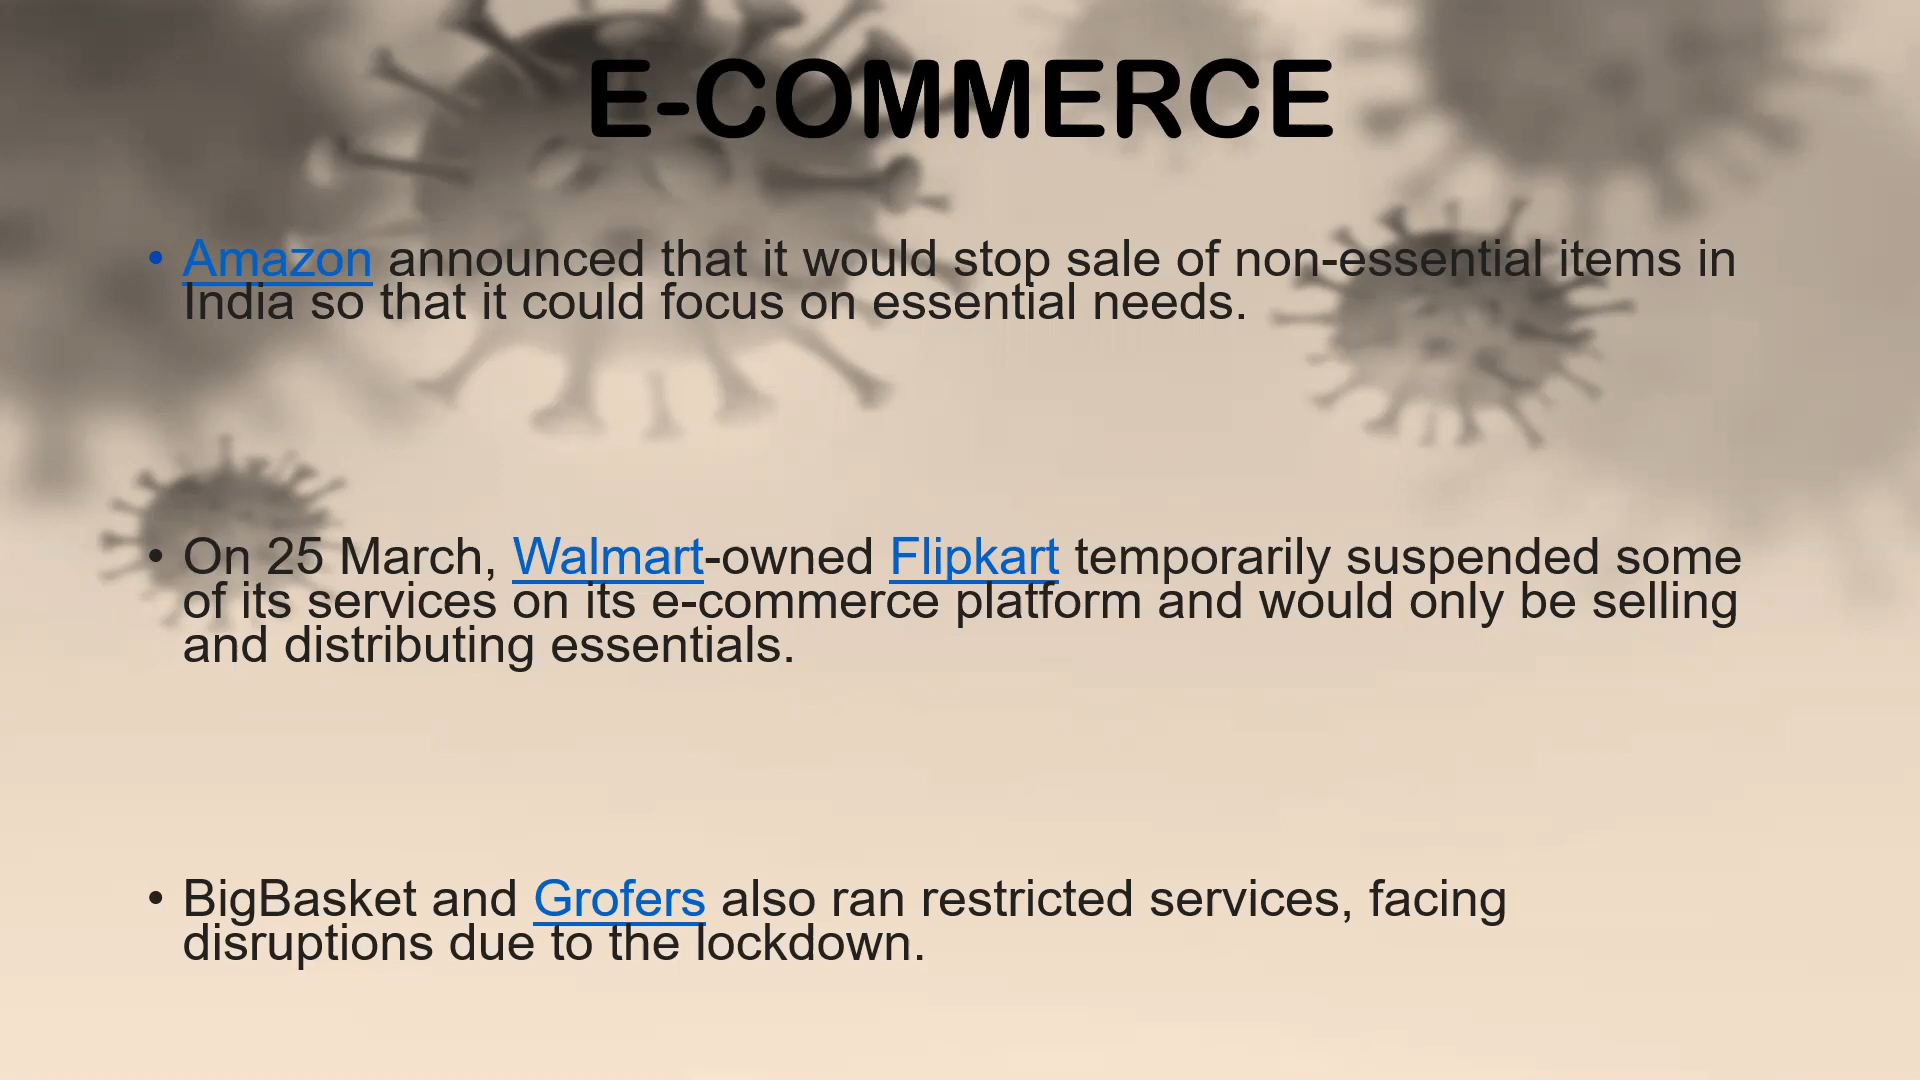 E-COMMERCE
• Amazon announced that it would stop sale of non-essential items in
India so that it could focus on essential needs.
• On 25 March, Walmart-owned Flipkart temporarily suspended some
of its services on its e-commerce platform and would only be selling
and distributing essentials.
• BigBasket and Grofers also ran restricted services, facing
disruptions due to the lockdown.